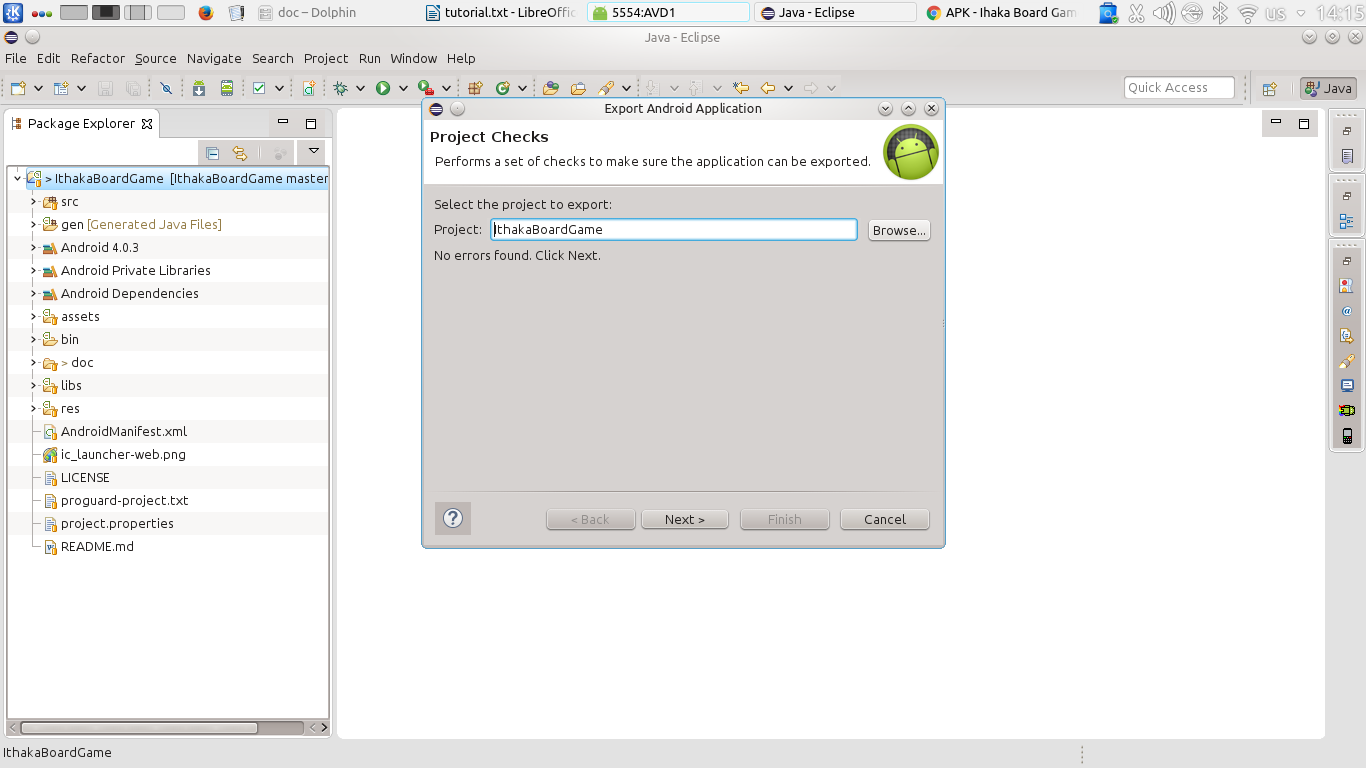 doc – Dolphin
tutorial.txt - LibreOffic
5554:AVD1
Java - Eclipse
APK - Ihaka Board Gam
us
14:15
Java - Eclipse
File Edit Refactor Source Navigate Search Project Run Window Help
Quick Access
Java
Package Explorer
> IthakaBoardGame [IthakaBoardGame master
src
gen [Generated Java Files]
Android 4.0.3
Android Private Libraries
Android Dependencies
assets
bin
> doc
libs
res
AndroidManifest.xml
ic_launcher-web.png
LICENSE
proguard-project.txt
project.properties
README.md
Export Android Application
Project Checks
Performs a set of checks to make sure the application can be exported.
Select the project to export:
Project: IthakaBoardGame Browse...
No errors found. Click Next.
? < Back Next > Finish Cancel
IthakaBoardGame